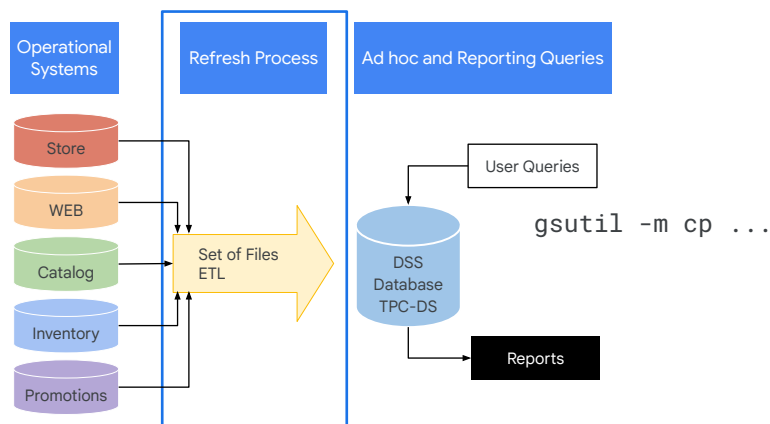 Operational
Systems
Refresh Process
Ad hoc and Reporting Queries
Store
WEB
Catalog
Inventory
Promotions
Set of Files
ETL
User Queries
DSS
Database
TPC-DS
Reports
gsutil -m cp ...